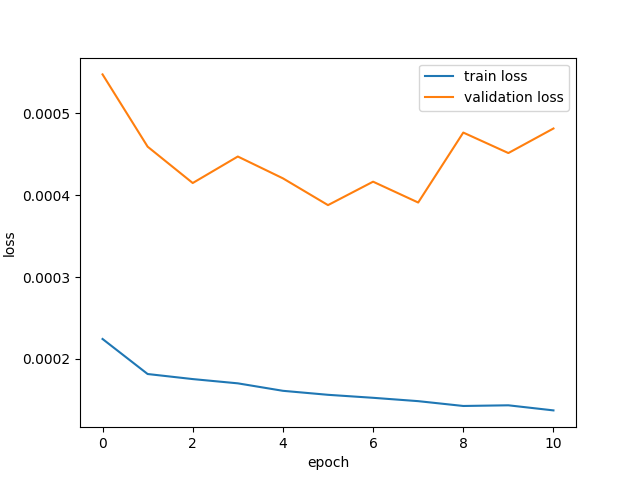 train loss
validation loss
0.0005
0.0004
0.0003
0.0002
loss
0 2 4 6 8 10
epoch